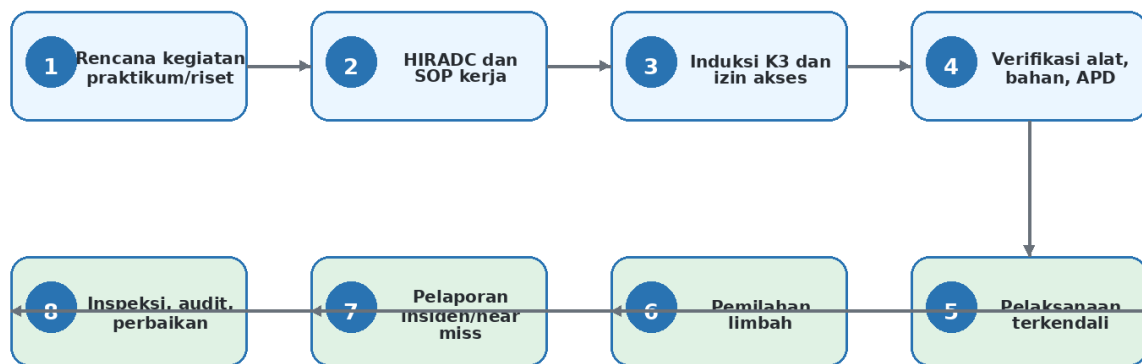 1
Rencana kegiatan
praktikum/riset
2
HIRADC dan
SOP kerja
3
Induksi K3 dan
izin akses
4
Verifikasi alat,
bahan, APD
8
Inspeksi, audit,
perbaikan
7
Pelaporan
insiden/near
miss
6
Pemilahan
limbah
5
Pelaksanaan
terkendali